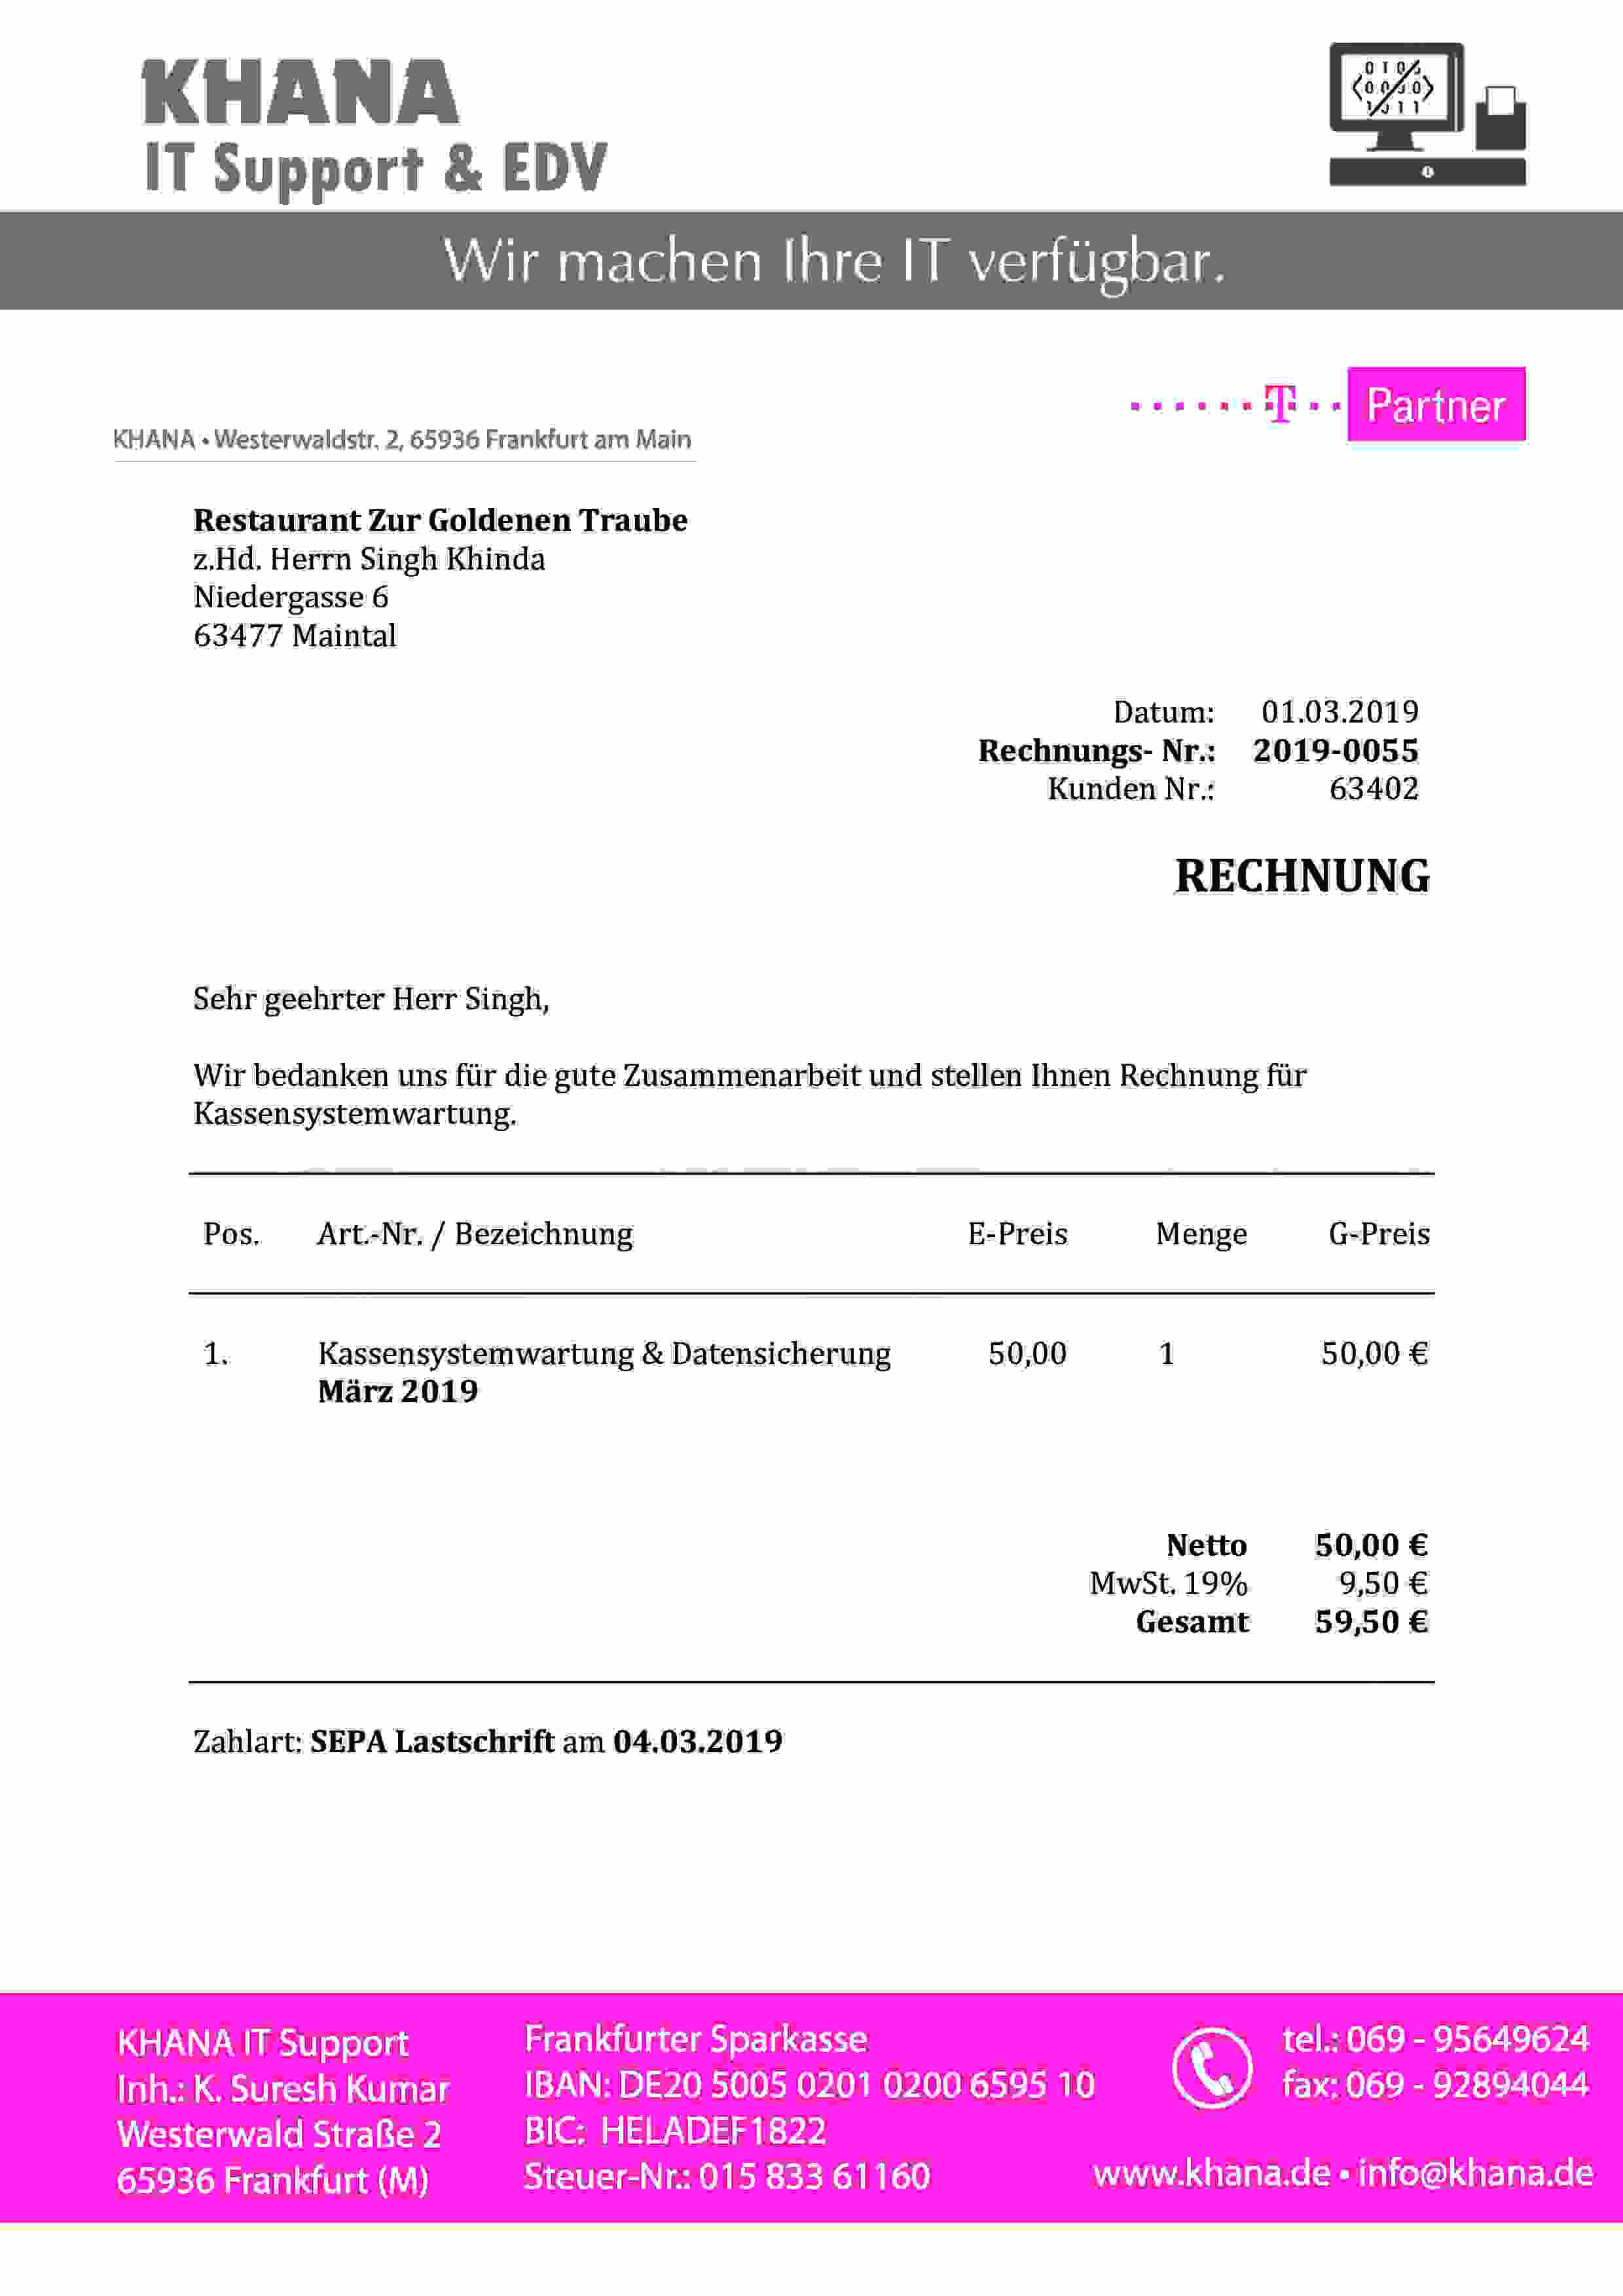 KHANA
IT Support & EDV
Wir machen Ihre IT verfügbar.
T Partner
KHANA • Westerwaldstr. 2, 65936 Frankfurt am Main
Restaurant Zur Goldenen Traube
z.Hd. Herrn Singh Khinda
Niedergasse 6
63477 Maintal
Datum: 01.03.2019
Rechnungs- Nr.: 2019-0055
Kunden Nr.: 63402
RECHNUNG
Sehr geehrter Herr Singh,
Wir bedanken uns für die gute Zusammenarbeit und stellen Ihnen Rechnung für
Kassensystemwartung.
Pos. Art.-Nr. / Bezeichnung E-Preis Menge G-Preis
1. Kassensystemwartung & Datensicherung 50,00 1 50,00 €
März 2019
Netto 50,00 €
MwSt. 19% 9,50 €
Gesamt 59,50 €
Zahlart: SEPA Lastschrift am 04.03.2019
KHANA IT Support
Inh.: K. Suresh Kumar
Westerwald Straße 2
65936 Frankfurt (M)
Frankfurter Sparkasse
IBAN: DE20 5005 0201 0200 6595 10
BIC: HELADEF1822
Steuer-Nr.: 015 833 61160
tel.: 069 - 95649624
fax: 069 - 92894044
www.khana.de • info@khana.de